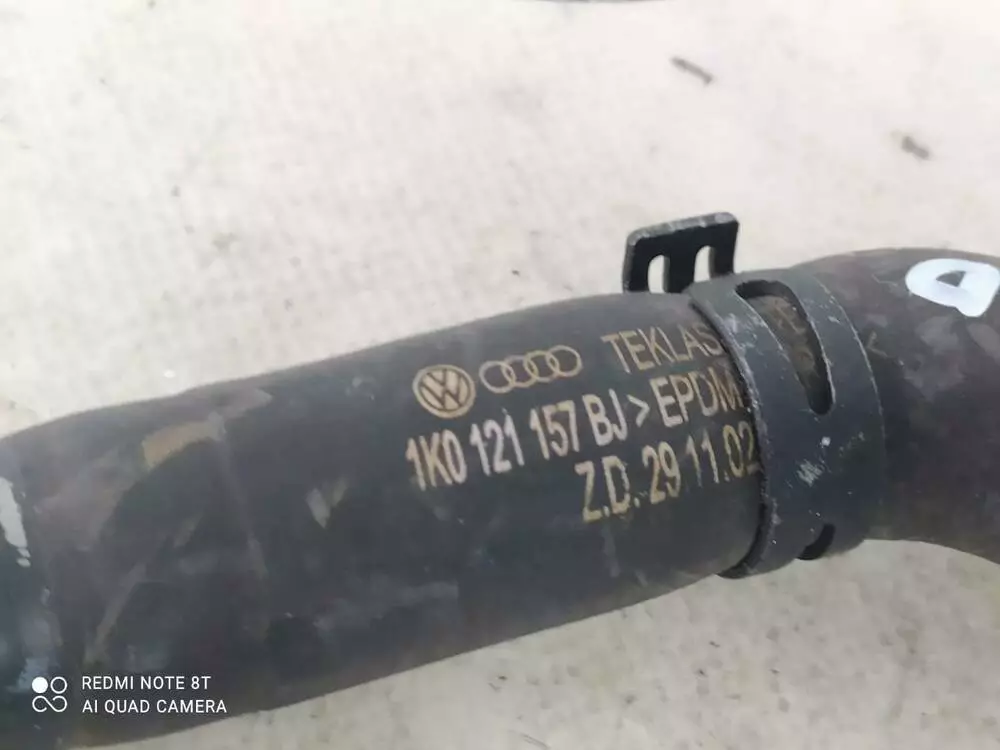 TEKLAS
1K0 121 157 BJ > EPDM
Z.D. 29 11.02
REDMI NOTE 8T
AI QUAD CAMERA